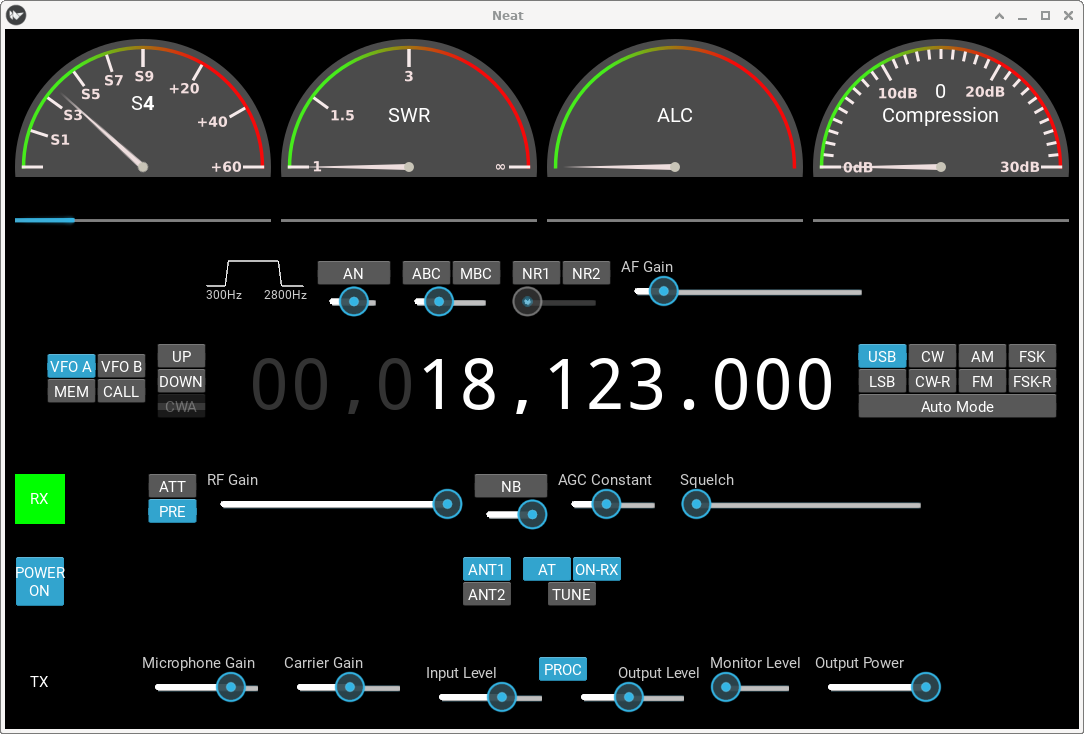 Neat
S1 S3 S5 S7 S9 +20 +40 +60
S4
1 1.5 3 ∞
SWR
ALC
0dB 10dB 20dB 30dB
0
Compression
300Hz 2800Hz
AN
ABC MBC
NR1 NR2
AF Gain
VFO A VFO B
MEM CALL
UP
DOWN
CWA
00,018,123.000
USB CW AM FSK
LSB CW-R FM FSK-R
Auto Mode
RX
ATT
PRE
RF Gain
NB
AGC Constant
Squelch
POWER
ON
ANT1 AT ON-RX
ANT2 TUNE
TX
Microphone Gain
Carrier Gain
Input Level
PROC
Output Level
Monitor Level
Output Power